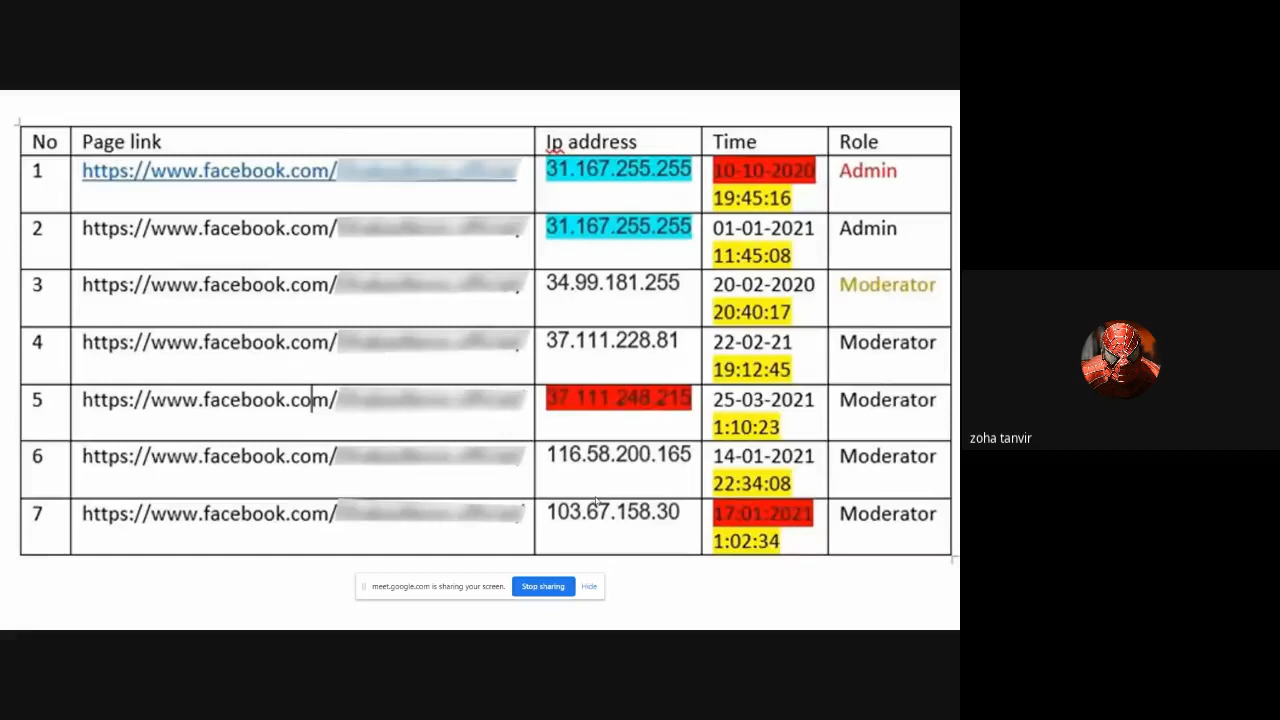 No Page link Ip address Time Role
1 https://www.facebook.com/ 31.167.255.255 10-10-2020 Admin
19:45:16
2 https://www.facebook.com/ 31.167.255.255 01-01-2021 Admin
11:45:08
3 https://www.facebook.com/ 34.99.181.255 20-02-2020 Moderator
20:40:17
4 https://www.facebook.com/ 37.111.228.81 22-02-21 Moderator
19:12:45
5 https://www.facebook.com/ 37 111 248 215 25-03-2021 Moderator
1:10:23
6 https://www.facebook.com/ 116.58.200.165 14-01-2021 Moderator
22:34:08
7 https://www.facebook.com/ 103.67.158.30 17:01:2021 Moderator
1:02:34
meet.google.com is sharing your screen. Stop sharing Hide
zoha tanvir